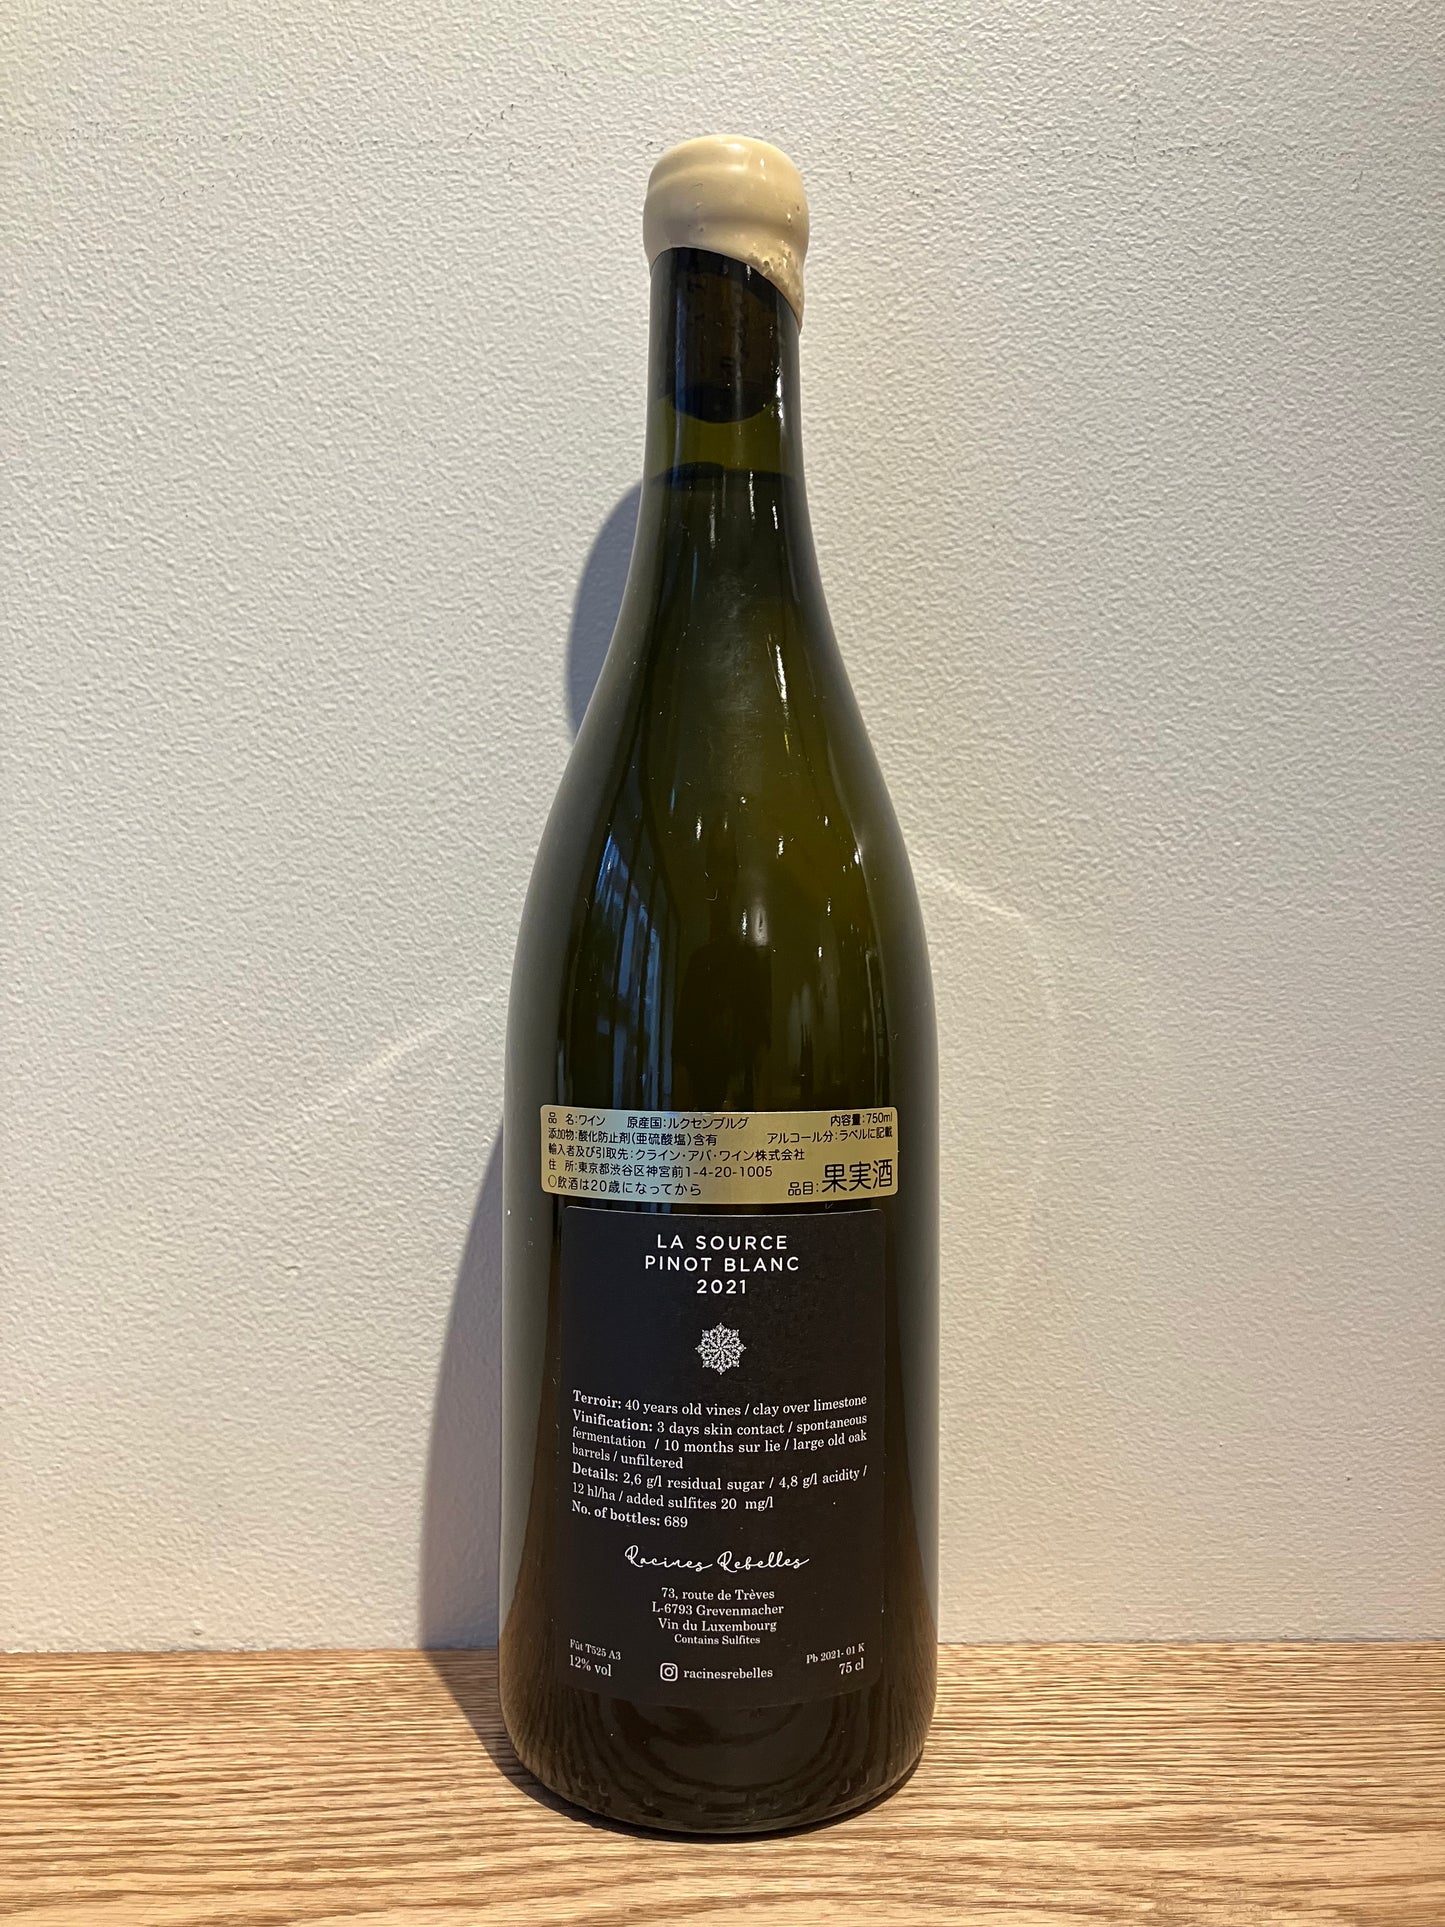 品 名:ワイン 原産国:ルクセンブルグ 内容量:750ml
添加物:酸化防止剤(亜硫酸塩)含有 アルコール分:ラベルに記載
輸入者及び引取先:クライン・アバ・ワイン株式会社
住 所:東京都渋谷区神宮前1-4-20-1005
○飲酒は20歳になってから 品目:果実酒
LA SOURCE
PINOT BLANC
2021
Terroir: 40 years old vines / clay over limestone
Vinification: 3 days skin contact / spontaneous
fermentation / 10 months sur lie / large old oak
barrels / unfiltered
Details: 2,6 g/l residual sugar / 4,8 g/l acidity /
12 hl/ha / added sulfites 20 mg/l
No. of bottles: 689
Racines Rebelles
73, route de Trèves
L-6793 Grevenmacher
Vin du Luxembourg
Contains Sulfites
Fût T525 A3 Pb 2021- 01 K
12% vol racinesrebelles 75 cl